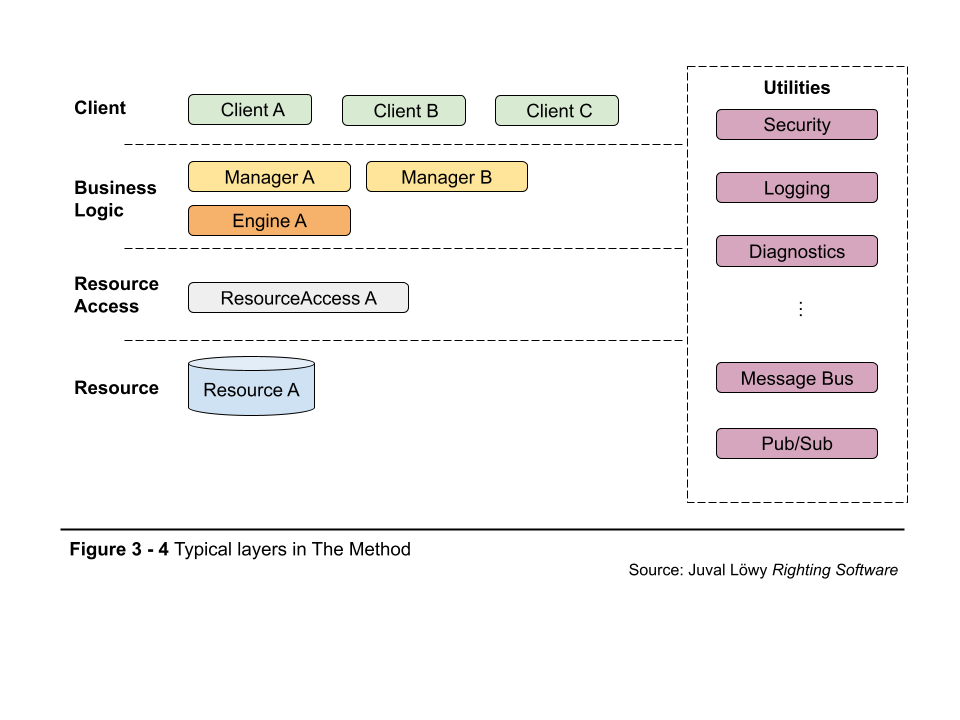 Client
Client A
Client B
Client C
Business
Logic
Manager A
Manager B
Engine A
Resource
Access
ResourceAccess A
Resource
Resource A
Utilities
Security
Logging
Diagnostics
⋮
Message Bus
Pub/Sub
Figure 3 - 4 Typical layers in The Method
Source: Juval Löwy Righting Software